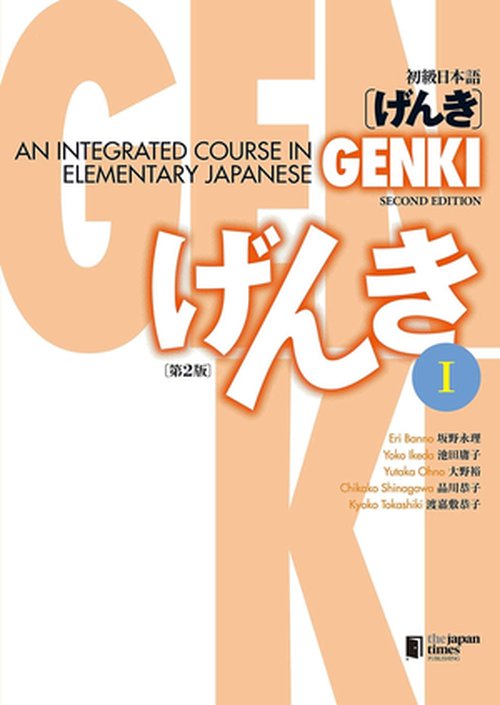 GEN
KI
初級日本語
［げんき］
AN INTEGRATED COURSE IN
ELEMENTARY JAPANESE
GENKI
SECOND EDITION
げんき
［第2版］
I
Eri Banno 坂野永理
Yoko Ikeda 池田庸子
Yutaka Ohno 大野裕
Chikako Shinagawa 品川恭子
Kyoko Tokashiki 渡嘉敷恭子
the japan
times
PUBLISHING